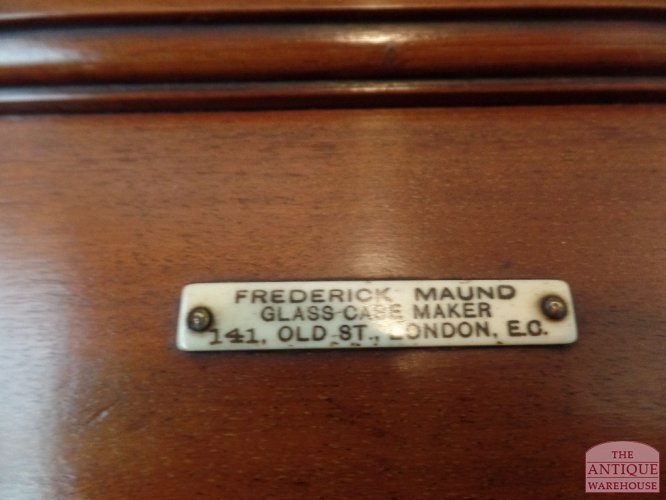 FREDERICK MAUND
GLASS CASE MAKER
141, OLD ST., LONDON, E.C.
THE
ANTIQUE
WAREHOUSE